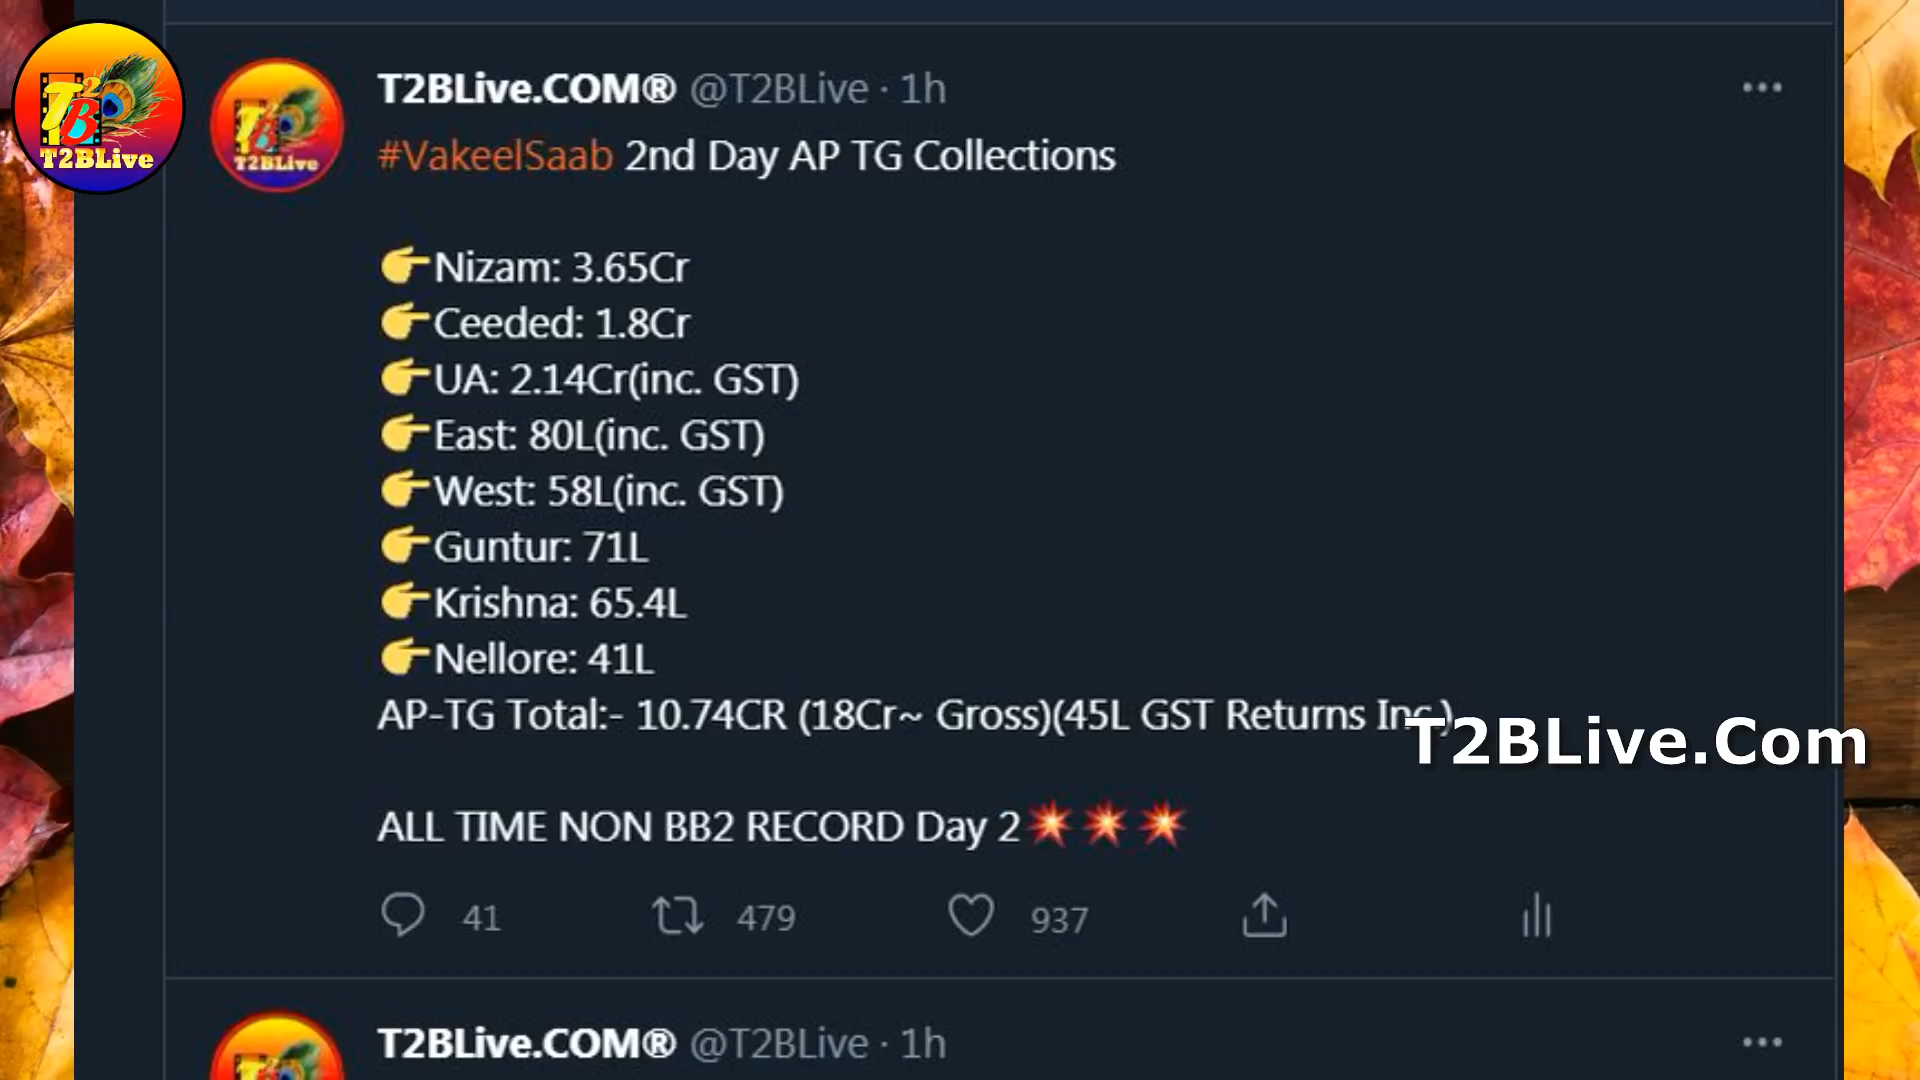 T2BLive
T2BLive
T2BLive.COM® @T2BLive · 1h
#VakeelSaab 2nd Day AP TG Collections
👉Nizam: 3.65Cr
👉Ceeded: 1.8Cr
👉UA: 2.14Cr(inc. GST)
👉East: 80L(inc. GST)
👉West: 58L(inc. GST)
👉Guntur: 71L
👉Krishna: 65.4L
👉Nellore: 41L
AP-TG Total:- 10.74CR (18Cr~ Gross)(45L GST Returns Inc.)
T2BLive.Com
ALL TIME NON BB2 RECORD Day 2💥💥💥
41 479 937
T2BLive.COM® @T2BLive · 1h